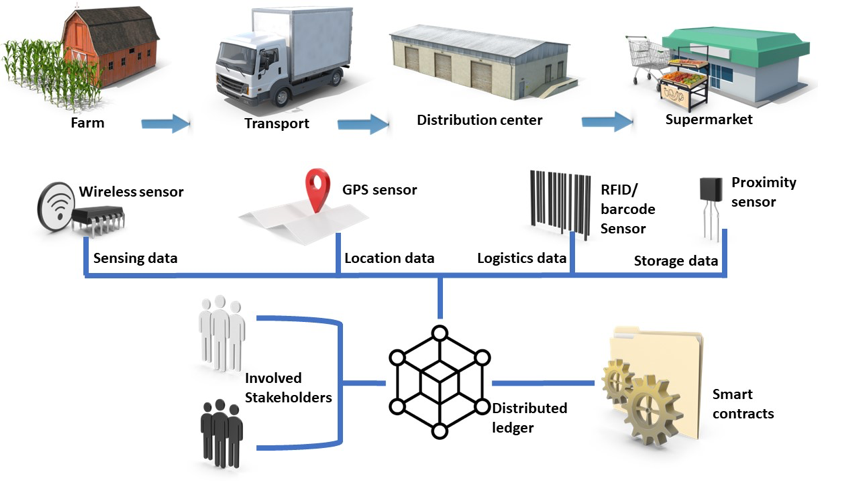 Farm
Transport
Distribution center
Supermarket
Wireless sensor
GPS sensor
RFID/
barcode
Sensor
Proximity
sensor
Sensing data
Location data
Logistics data
Storage data
Involved
Stakeholders
Distributed
ledger
Smart
contracts